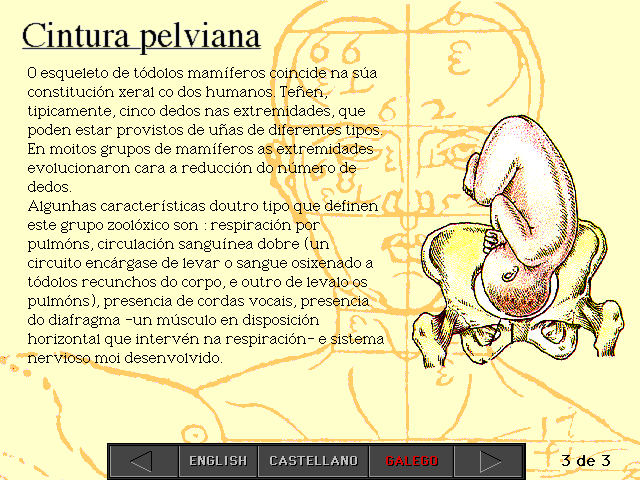 Cintura pelviana
O esqueleto de tódolos mamíferos coincide na súa
constitución xeral co dos humanos. Teñen,
tipicamente, cinco dedos nas extremidades, que
poden estar provistos de uñas de diferentes tipos.
En moitos grupos de mamíferos as extremidades
evolucionaron cara a reducción do número de
dedos.
Algunhas características doutro tipo que definen
este grupo zoolóxico son : respiración por
pulmóns, circulación sanguínea dobre (un
circuito encárgase de levar o sangue osixenado a
tódolos recunchos do corpo, e outro de levalo os
pulmóns), presencia de cordas vocais, presencia
do diafragma -un músculo en disposición
horizontal que intervén na respiración- e sistema
nervioso moi desenvolvido.
ENGLISH CASTELLANO GALEGO
3 de 3